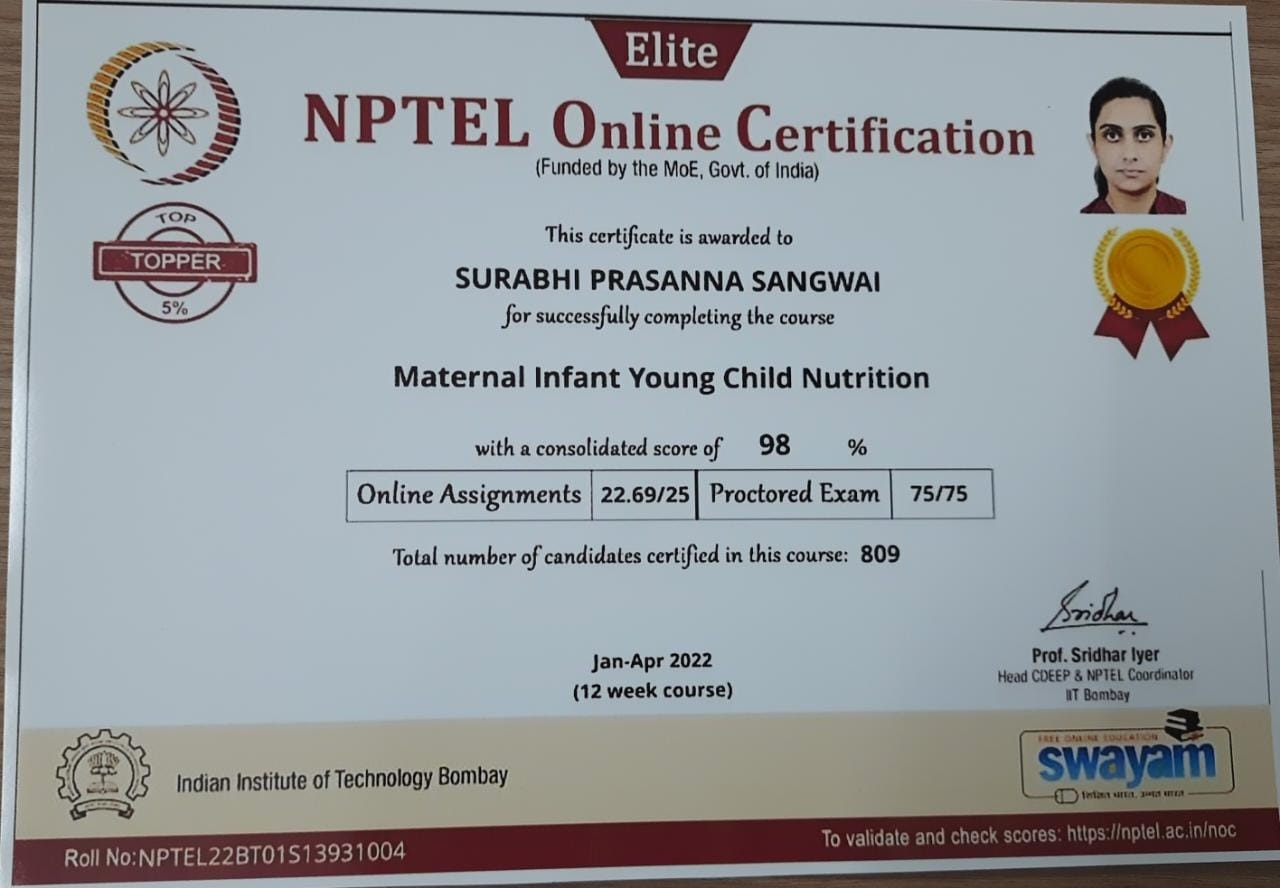 Elite
NPTEL Online Certification
(Funded by the MoE, Govt. of India)
TOP
TOPPER
5%
This certificate is awarded to
SURABHI PRASANNA SANGWAI
for successfully completing the course
Maternal Infant Young Child Nutrition
with a consolidated score of 98 %
Online Assignments 22.69/25 Proctored Exam 75/75
Total number of candidates certified in this course: 809
Jan-Apr 2022
(12 week course)
Sridhar
Prof. Sridhar Iyer
Head CDEEP & NPTEL Coordinator
IIT Bombay
Indian Institute of Technology Bombay
FREE ONLINE EDUCATION
swayam
शिक्षित भारत, उन्नत भारत
Roll No:NPTEL22BT01S13931004
To validate and check scores: https://nptel.ac.in/noc